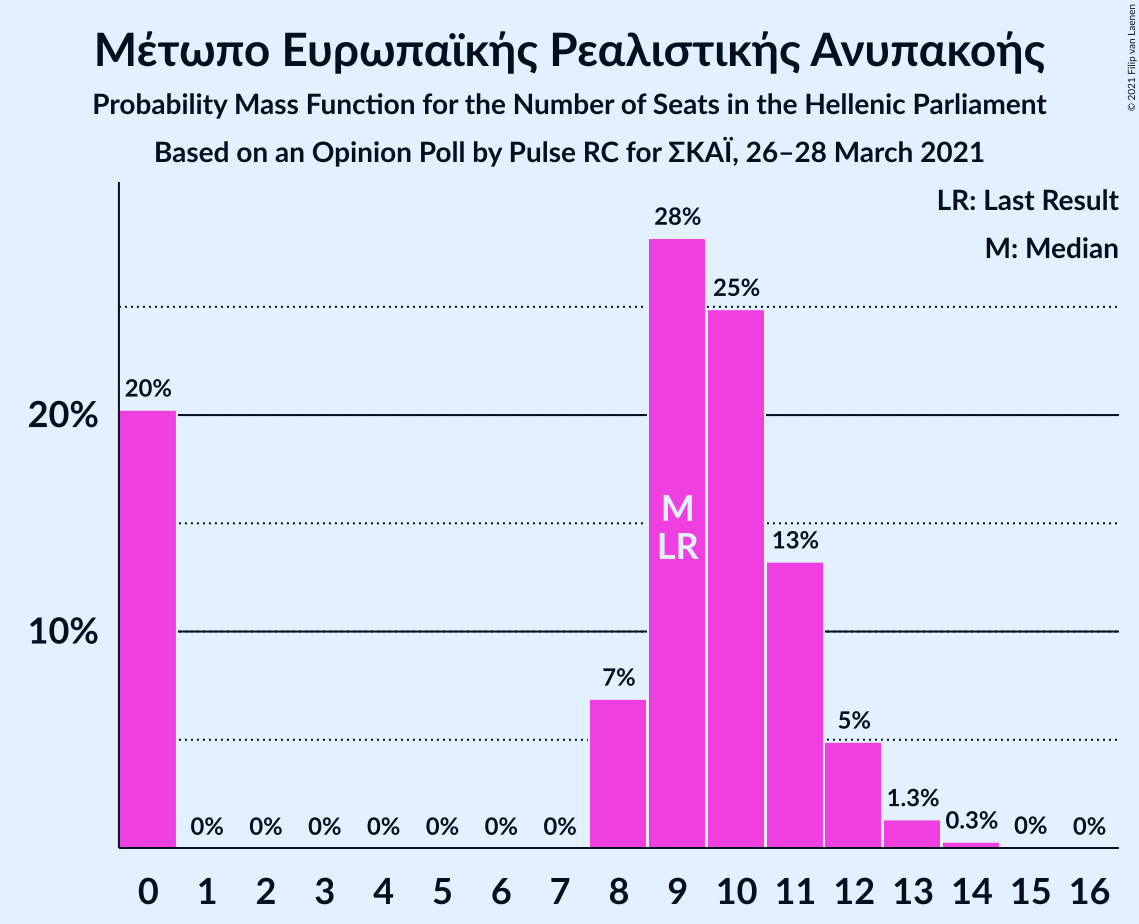 Μέτωπο Ευρωπαϊκής Ρεαλιστικής Ανυπακοής
Probability Mass Function for the Number of Seats in the Hellenic Parliament
Based on an Opinion Poll by Pulse RC for ΣΚΑΪ, 26–28 March 2021
© 2021 Filip van Laenen
LR: Last Result
M: Median
28%
25%
20%
20%
M
LR
13%
10%
7%
5%
1.3%
0.3%
0% 0% 0% 0% 0% 0% 0% 0% 0%
0 1 2 3 4 5 6 7 8 9 10 11 12 13 14 15 16